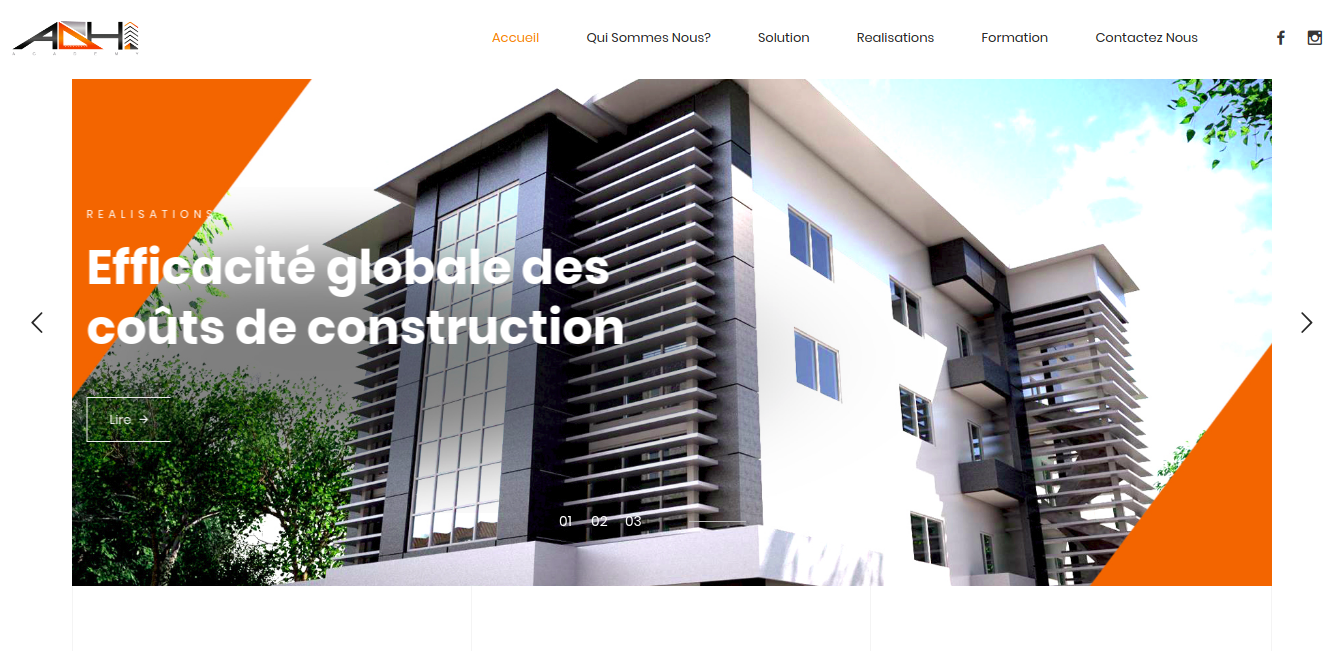 ACADEMY
Accueil
Qui Sommes Nous?
Solution
Realisations
Formation
Contactez Nous
REALISATIONS
Efficacité globale des
coûts de construction
Lire →
01 02 03